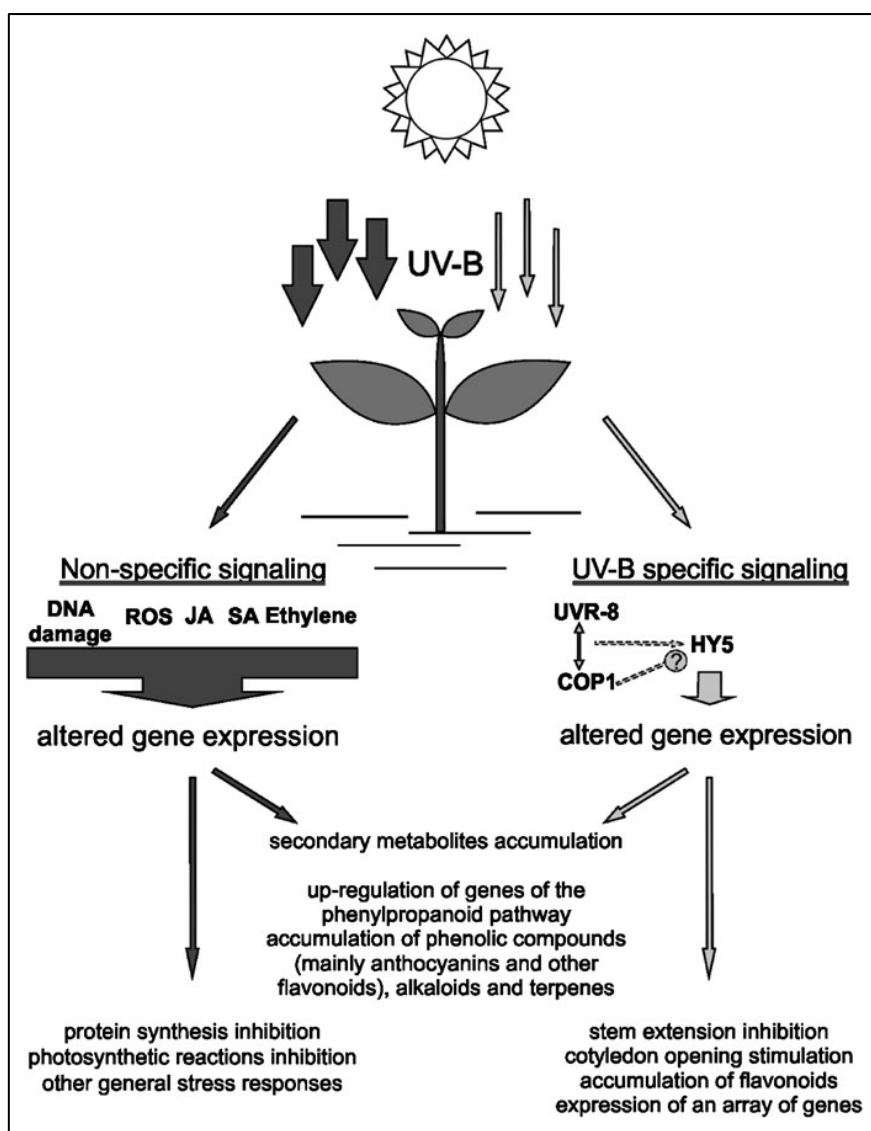 UV-B
Non-specific signaling
DNA
damage
ROS JA SA Ethylene
altered gene expression
UV-B specific signaling
UVR-8
HY5
?
COP1
altered gene expression
secondary metabolites accumulation
up-regulation of genes of the
phenylpropanoid pathway
accumulation of phenolic compounds
(mainly anthocyanins and other
flavonoids), alkaloids and terpenes
protein synthesis inhibition
photosynthetic reactions inhibition
other general stress responses
stem extension inhibition
cotyledon opening stimulation
accumulation of flavonoids
expression of an array of genes